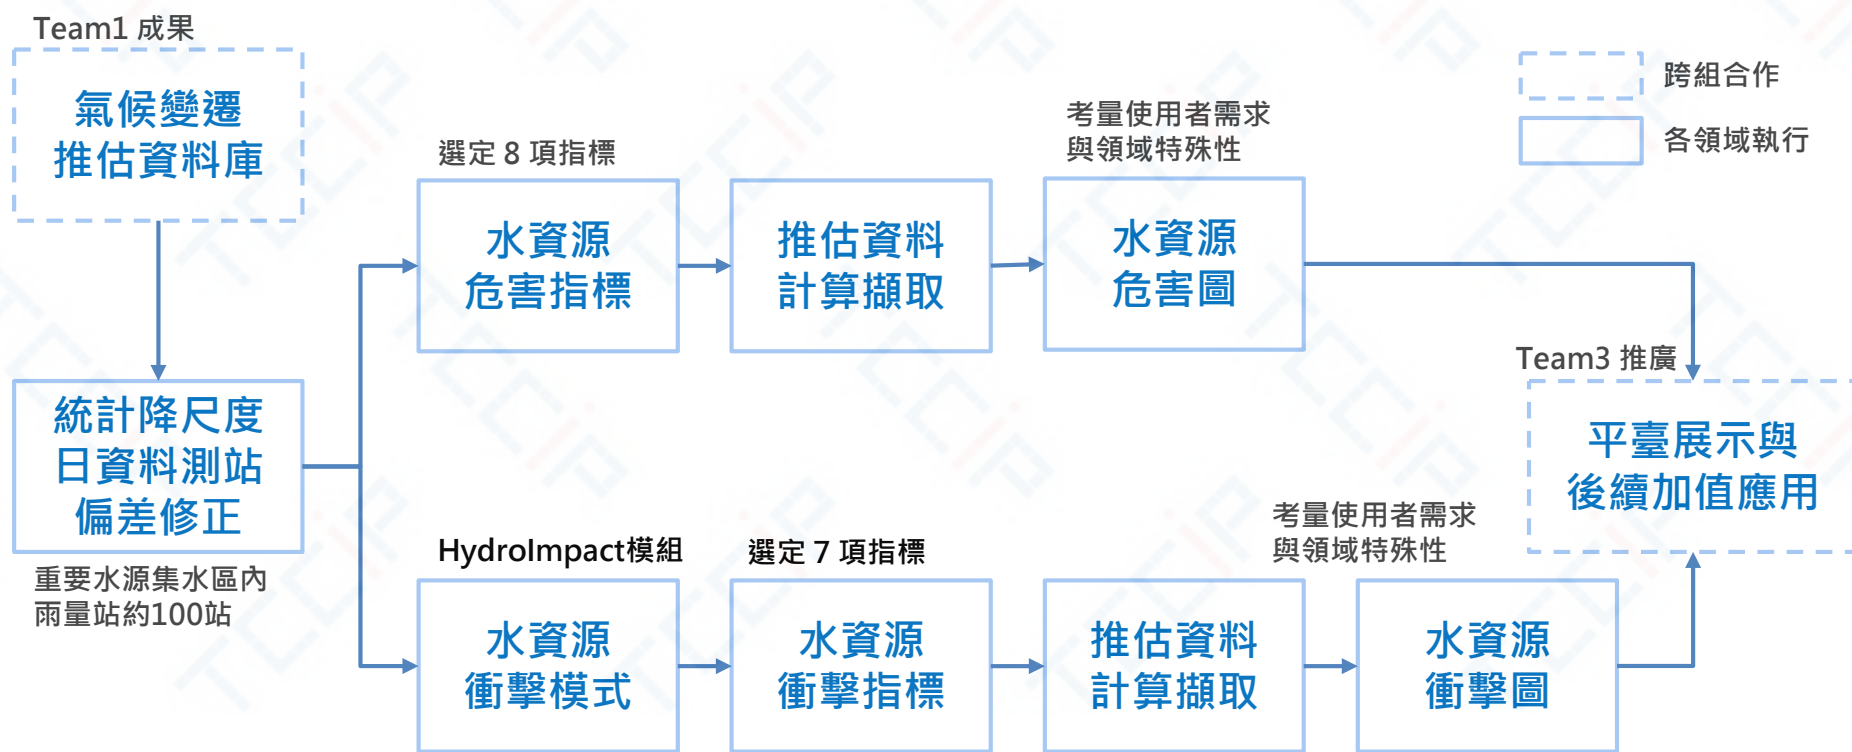 Team1 成果
氣候變遷
推估資料庫
統計降尺度
日資料測站
偏差修正
重要水源集水區內
雨量站約100站
選定 8 項指標
水資源
危害指標
推估資料
計算擷取
考量使用者需求
與領域特殊性
水資源
危害圖
跨組合作
各領域執行
HydroImpact模組
水資源
衝擊模式
選定 7 項指標
水資源
衝擊指標
推估資料
計算擷取
考量使用者需求
與領域特殊性
水資源
衝擊圖
Team3 推廣
平臺展示與
後續加值應用
TCCiP